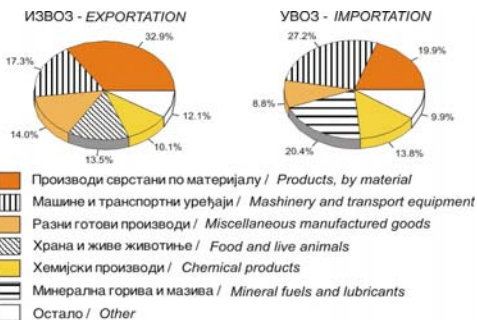 ИЗВОЗ - EXPORTATION
32.9%
17.3%
14.0%
13.5%
10.1%
12.1%
УВОЗ - IMPORTATION
27.2%
19.9%
8.8%
20.4%
13.8%
9.9%
Производи сврстани по материјалу / Products, by material
Машине и транспортни уређаји / Mashinery and transport equipment
Разни готови производи / Miscellaneous manufactured goods
Храна и живе животиње / Food and live animals
Хемијски производи / Chemical products
Минерална горива и мазива / Mineral fuels and lubricants
Остало / Other